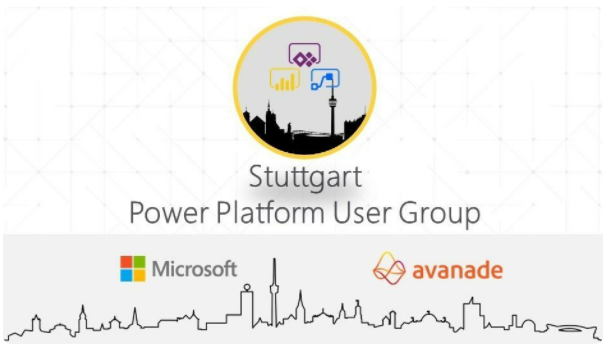 Stuttgart
Power Platform User Group
Microsoft
avanade